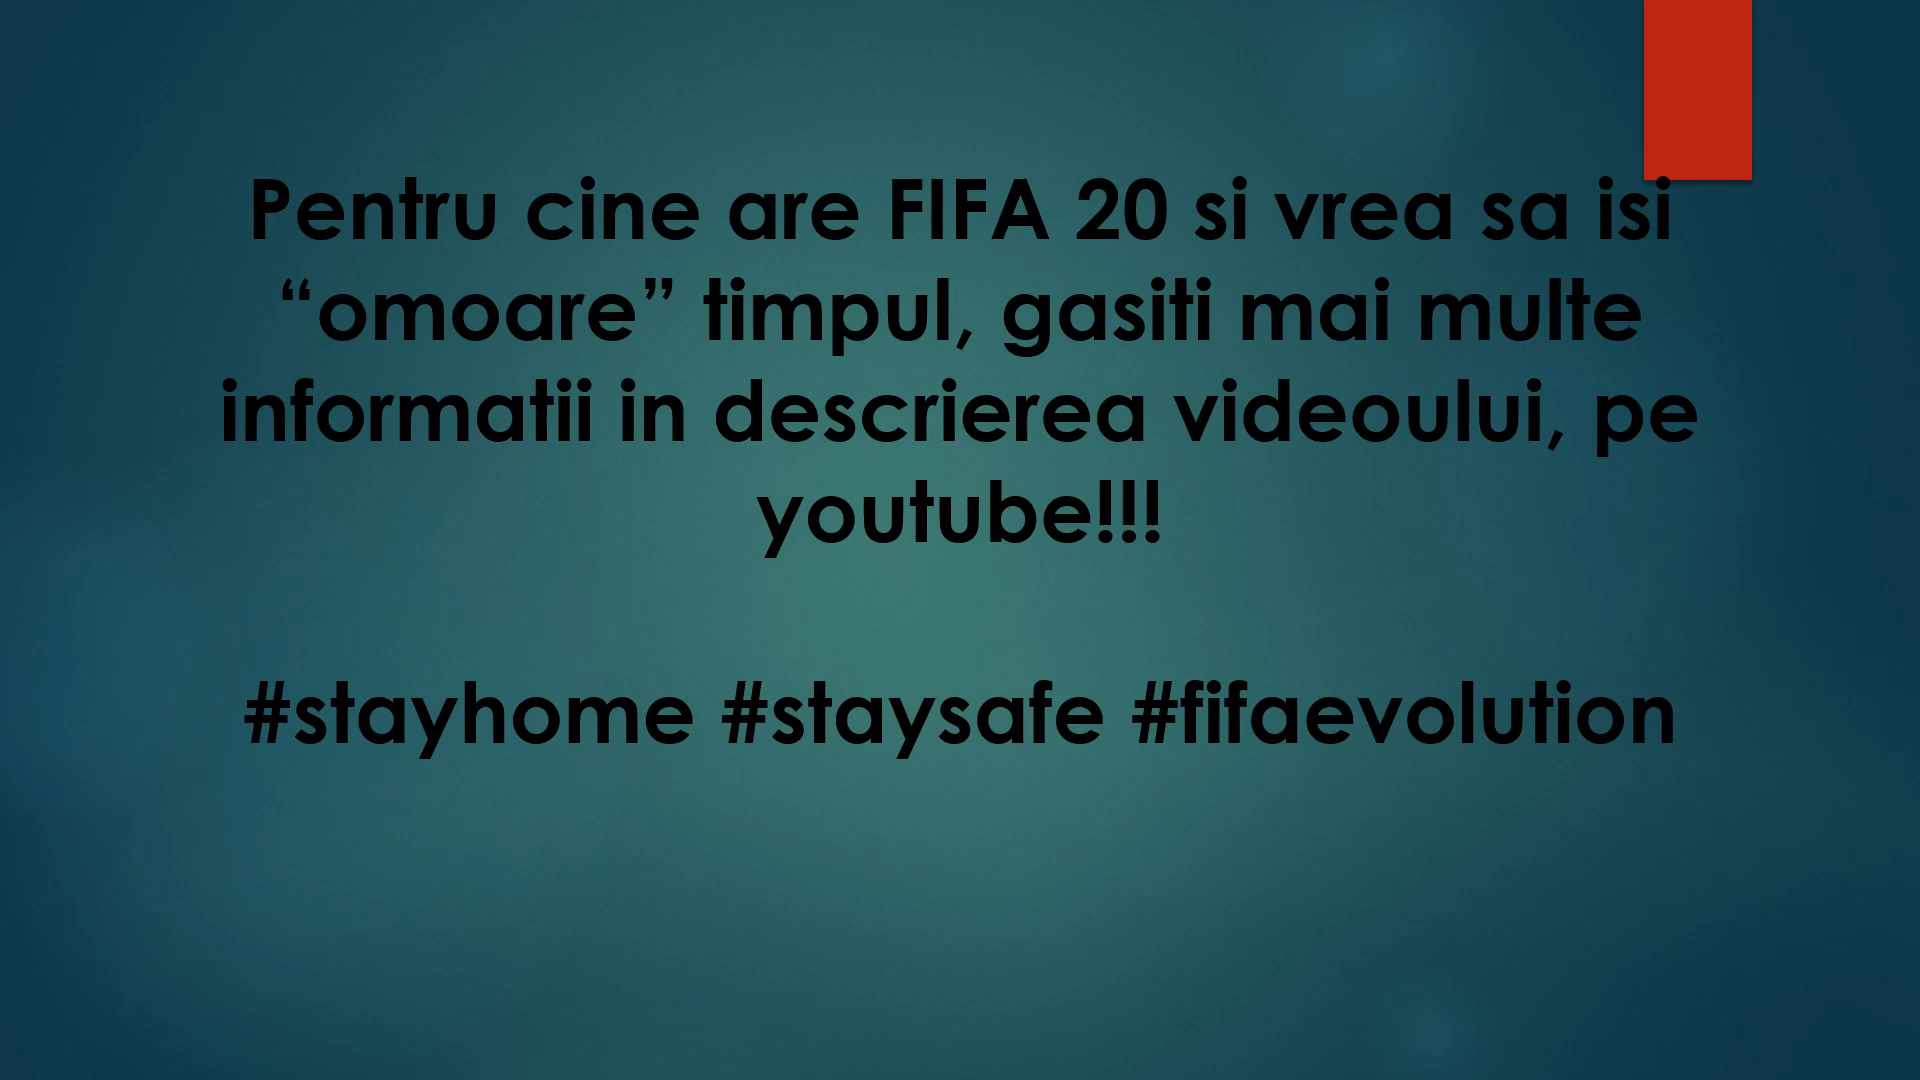 Pentru cine are FIFA 20 si vrea sa isi
“omoare” timpul, gasiti mai multe
informatii in descrierea videoului, pe
youtube!!!
#stayhome #staysafe #fifaevolution